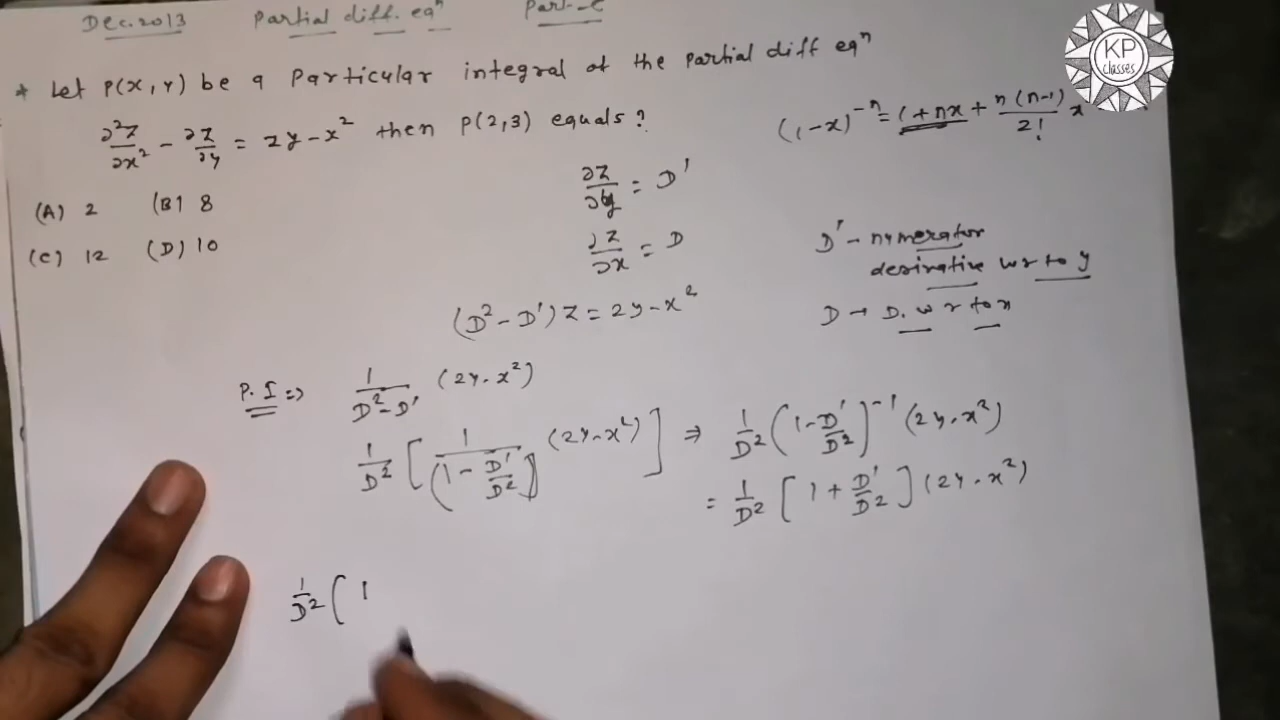 Dec. 2013 Partial diff. eqⁿ Part-C
* Let P(x,y) be a Particular integral of the partial diff eqⁿ
∂²z/∂x² - ∂z/∂y = 2y-x² then P(2,3) equals?
(A) 2 (B) 8
(C) 12 (D) 10
(1-x)⁻ⁿ = 1+nx + n(n-1)/2! x
∂z/∂y = D'
∂z/∂x = D
D' - numerator
derivative wr to y
D → D. wr to x
(D²-D')z = 2y-x²
P.I => 1/(D²-D') (2y-x²)
1/D² [1/(1-D'/D²) (2y-x²)] ⇒ 1/D² (1-D'/D²)⁻¹ (2y-x²)
= 1/D² [1+D'/D²] (2y-x²)
1/D² ( 1
KP
classes